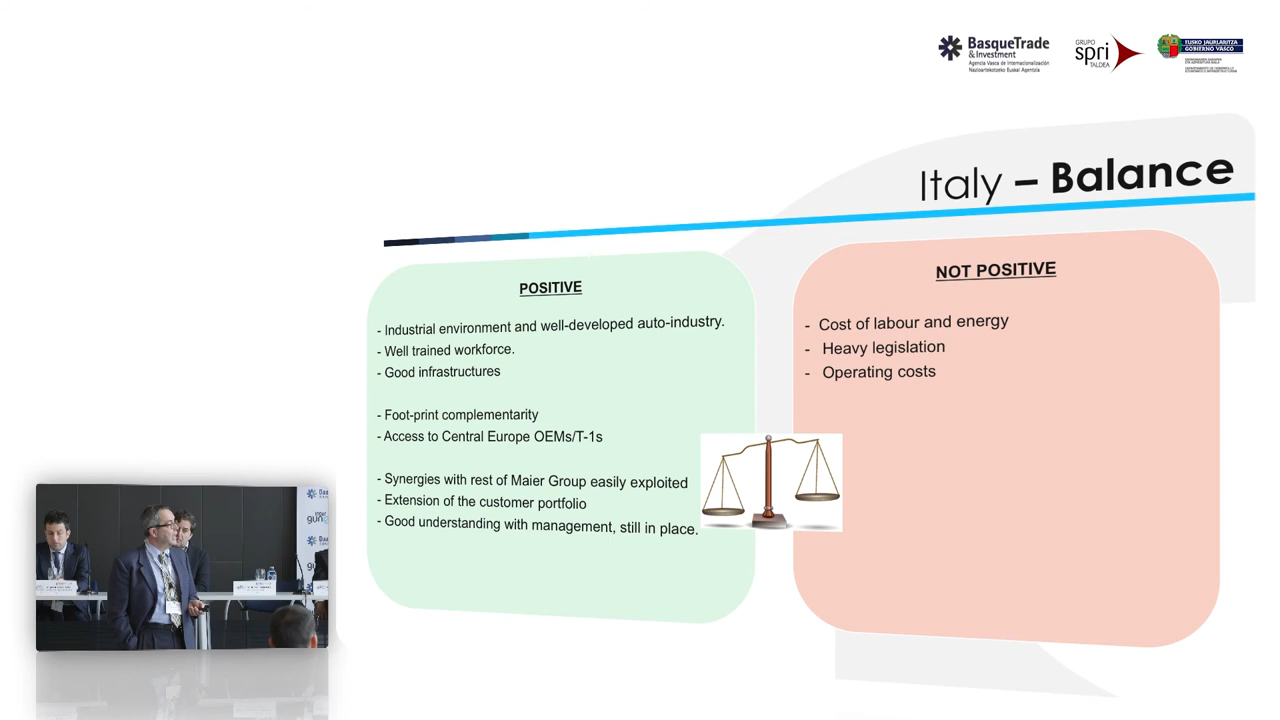 BasqueTrade
& Investment
Agencia Vasca de Internacionalización
Nazioartekotzeko Euskal Agentzia
GRUPO
spri
TALDEA
EUSKO JAURLARITZA
GOBIERNO VASCO
Italy – Balance
POSITIVE
- Industrial environment and well-developed auto-industry.
- Well trained workforce.
- Good infrastructures
- Foot-print complementarity
- Access to Central Europe OEMs/T-1s
- Synergies with rest of Maier Group easily exploited
- Extension of the customer portfolio
- Good understanding with management, still in place.
NOT POSITIVE
- Cost of labour and energy
- Heavy legislation
- Operating costs